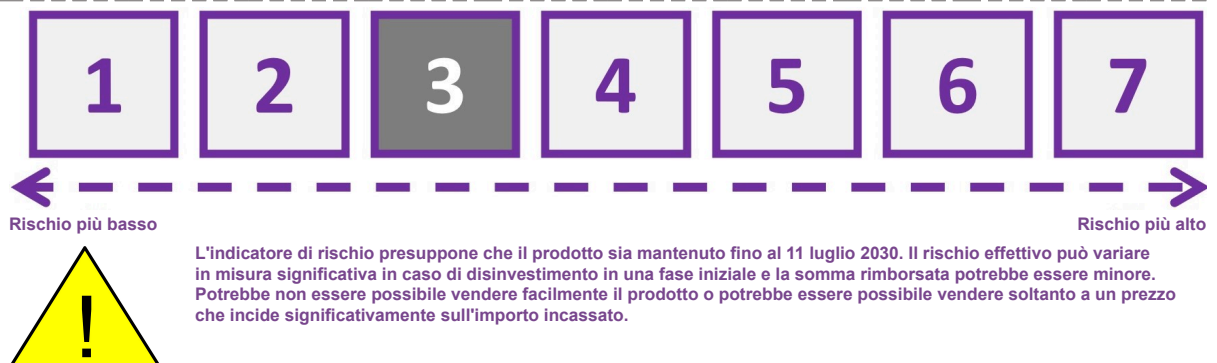 1 2 3 4 5 6 7
Rischio più basso Rischio più alto
L'indicatore di rischio presuppone che il prodotto sia mantenuto fino al 11 luglio 2030. Il rischio effettivo può variare
in misura significativa in caso di disinvestimento in una fase iniziale e la somma rimborsata potrebbe essere minore.
Potrebbe non essere possibile vendere facilmente il prodotto o potrebbe essere possibile vendere soltanto a un prezzo
che incide significativamente sull'importo incassato.
!